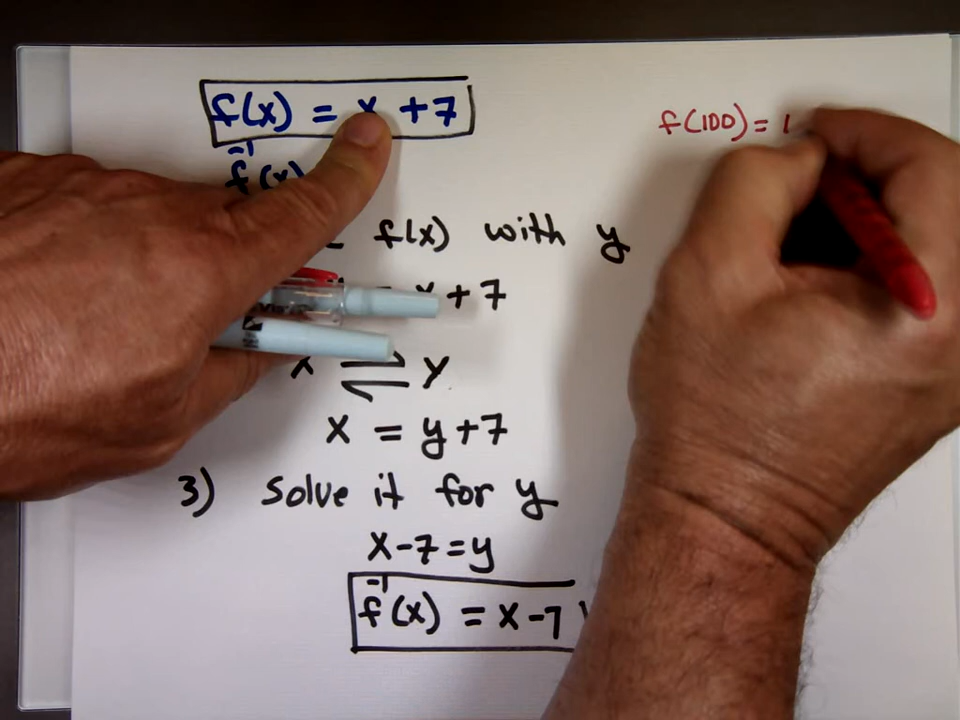 f(x) = x + 7
f(100) = 1
f⁻¹(x)
f(x) with y
x + 7
x ⇌ y
x = y + 7
3) Solve it for y
x - 7 = y
f⁻¹(x) = x - 7